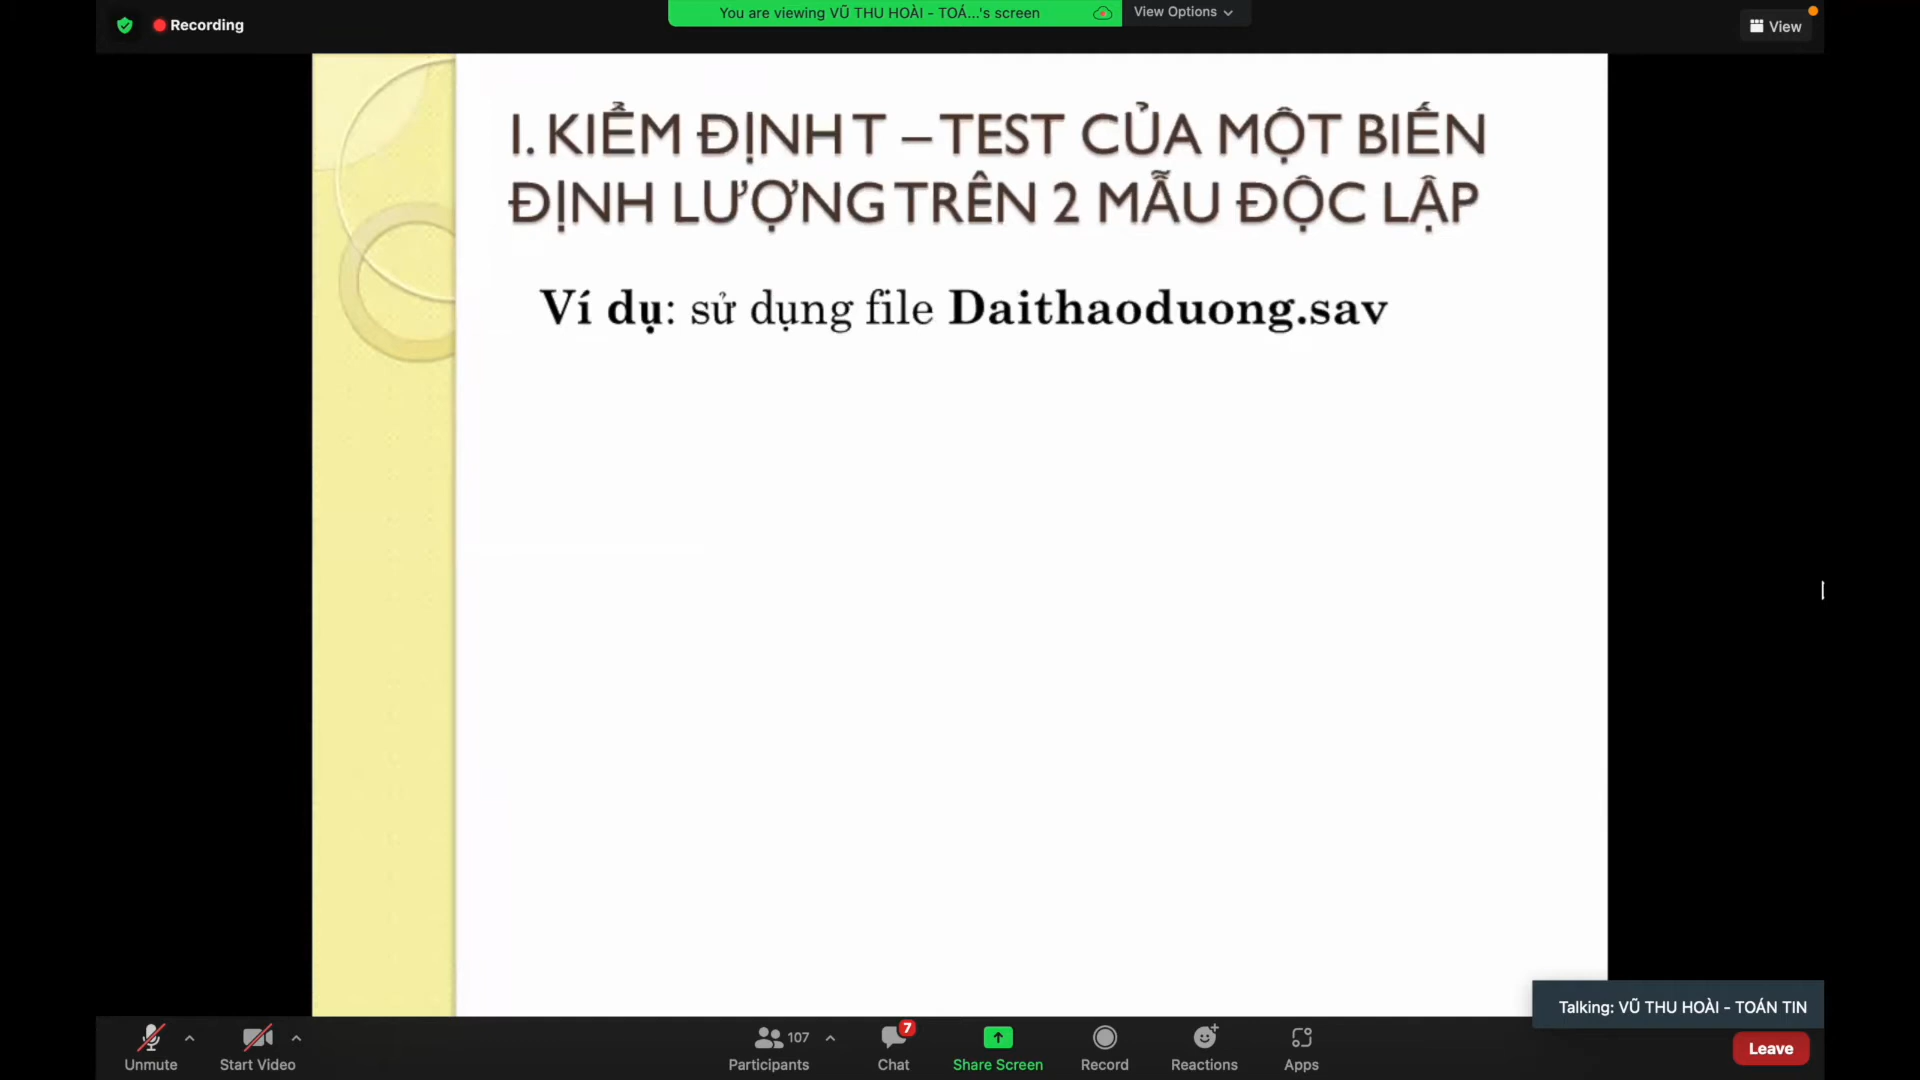 Recording
You are viewing VŨ THU HOÀI - TOÁ...'s screen
View Options
View
I. KIỂM ĐỊNH T – TEST CỦA MỘT BIẾN
ĐỊNH LƯỢNG TRÊN 2 MẪU ĐỘC LẬP
Ví dụ: sử dụng file Daithaoduong.sav
Talking: VŨ THU HOÀI - TOÁN TIN
Unmute
Start Video
107
Participants
7
Chat
Share Screen
Record
Reactions
Apps
Leave